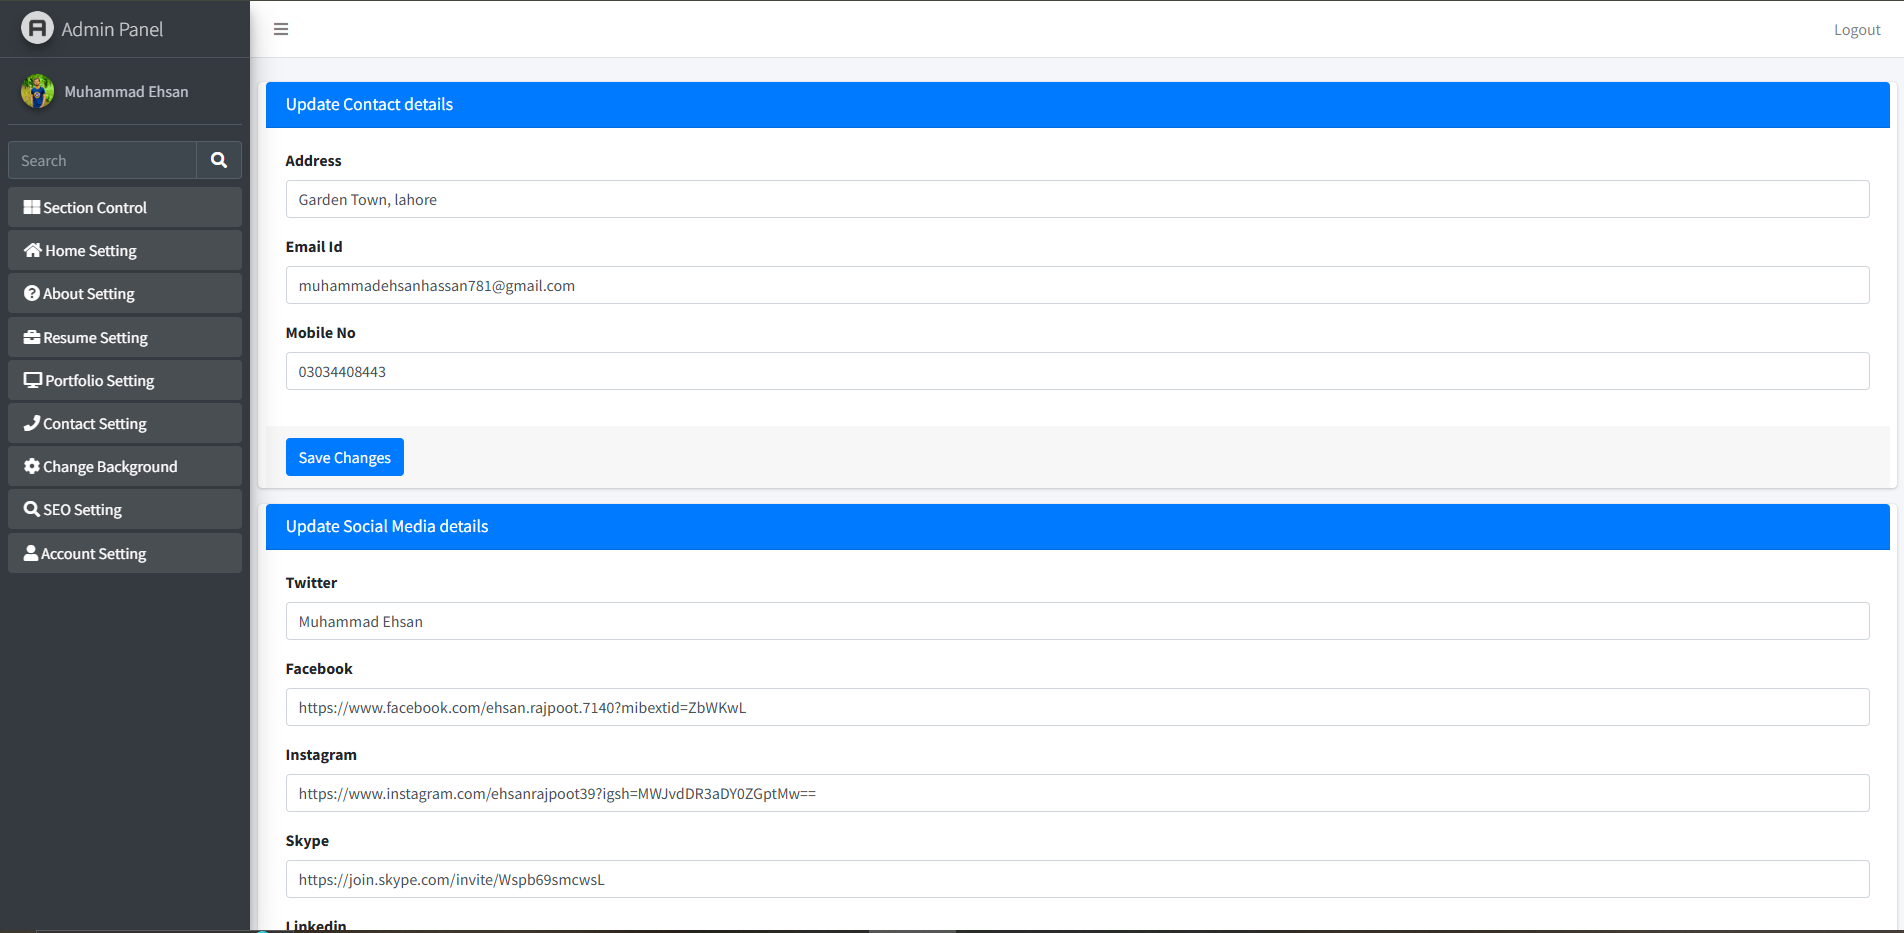 Admin Panel
Logout
Muhammad Ehsan
Search
Section Control
Home Setting
About Setting
Resume Setting
Portfolio Setting
Contact Setting
Change Background
SEO Setting
Account Setting
Update Contact details
Address
Garden Town, lahore
Email Id
muhammadehsanhassan781@gmail.com
Mobile No
03034408443
Save Changes
Update Social Media details
Twitter
Muhammad Ehsan
Facebook
https://www.facebook.com/ehsan.rajpoot.7140?mibextid=ZbWKwL
Instagram
https://www.instagram.com/ehsanrajpoot39?igsh=MWJvdDR3aDY0ZGptMw==
Skype
https://join.skype.com/invite/Wspb69smcwsL
Linkedin